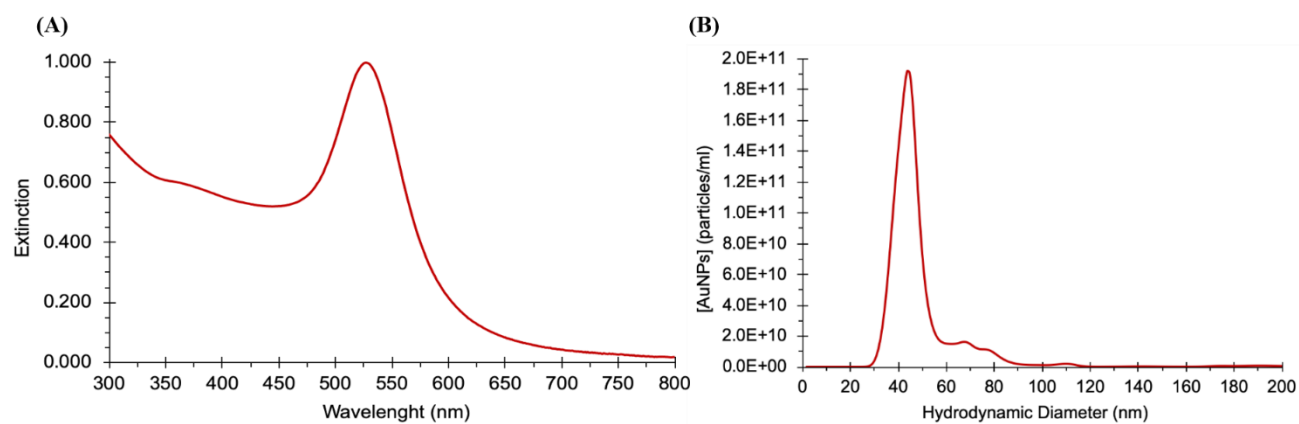 (A)
Extinction
1.000
0.800
0.600
0.400
0.200
0.000
300 350 400 450 500 550 600 650 700 750 800
Wavelenght (nm)
(B)
[AuNPs] (particles/ml)
2.0E+11
1.8E+11
1.6E+11
1.4E+11
1.2E+11
1.0E+11
8.0E+10
6.0E+10
4.0E+10
2.0E+10
0.0E+00
0 20 40 60 80 100 120 140 160 180 200
Hydrodynamic Diameter (nm)